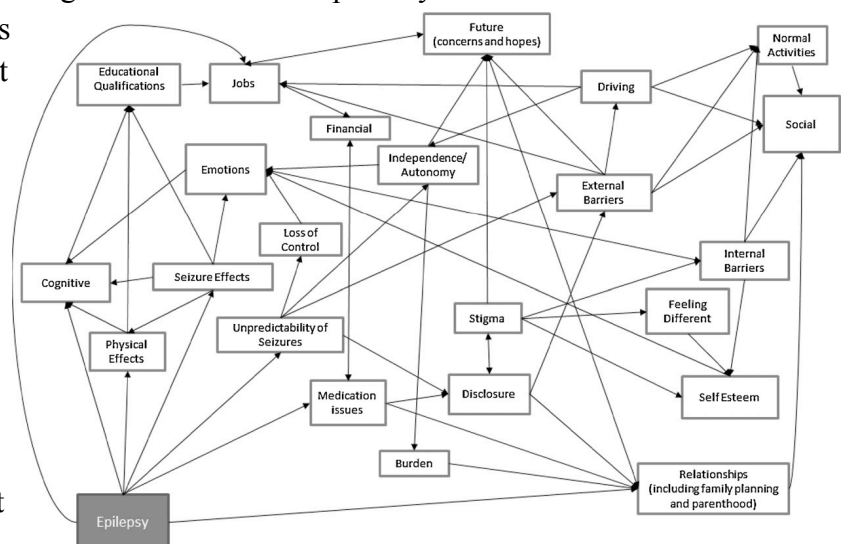 s
t
t
Future
(concerns and hopes)
Normal
Activities
Educational
Qualifications
Jobs
Driving
Social
Financial
Emotions
Independence/
Autonomy
External
Barriers
Loss of
Control
Internal
Barriers
Cognitive
Seizure Effects
Feeling
Different
Stigma
Unpredictability of
Seizures
Physical
Effects
Medication
issues
Disclosure
Self Esteem
Burden
Relationships
(including family planning
and parenthood)
Epilepsy